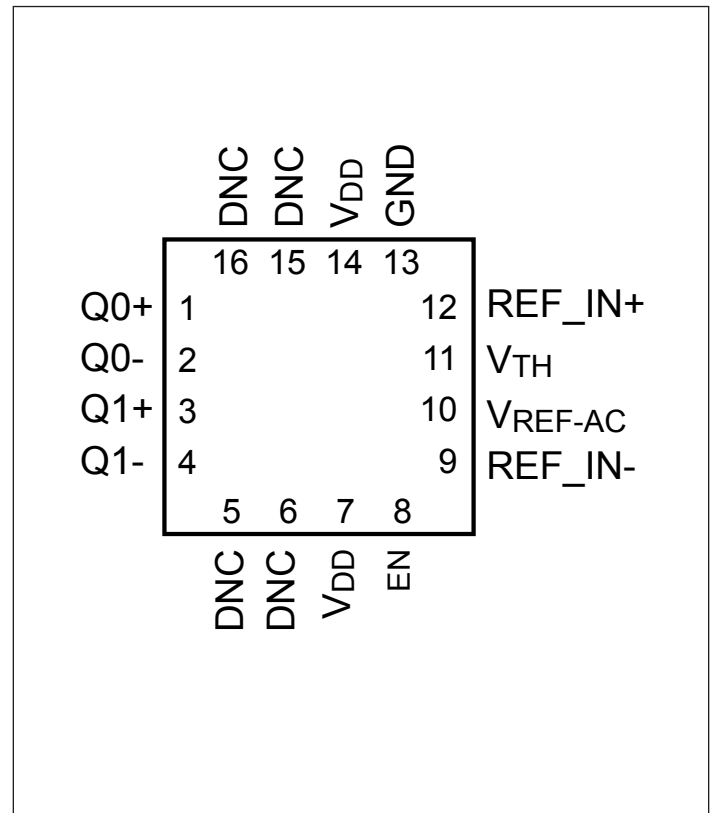 DNC DNC VDD GND
16 15 14 13
Q0+ 1 12 REF_IN+
Q0- 2 11 VTH
Q1+ 3 10 VREF-AC
Q1- 4 9 REF_IN-
5 6 7 8
DNC DNC VDD EN